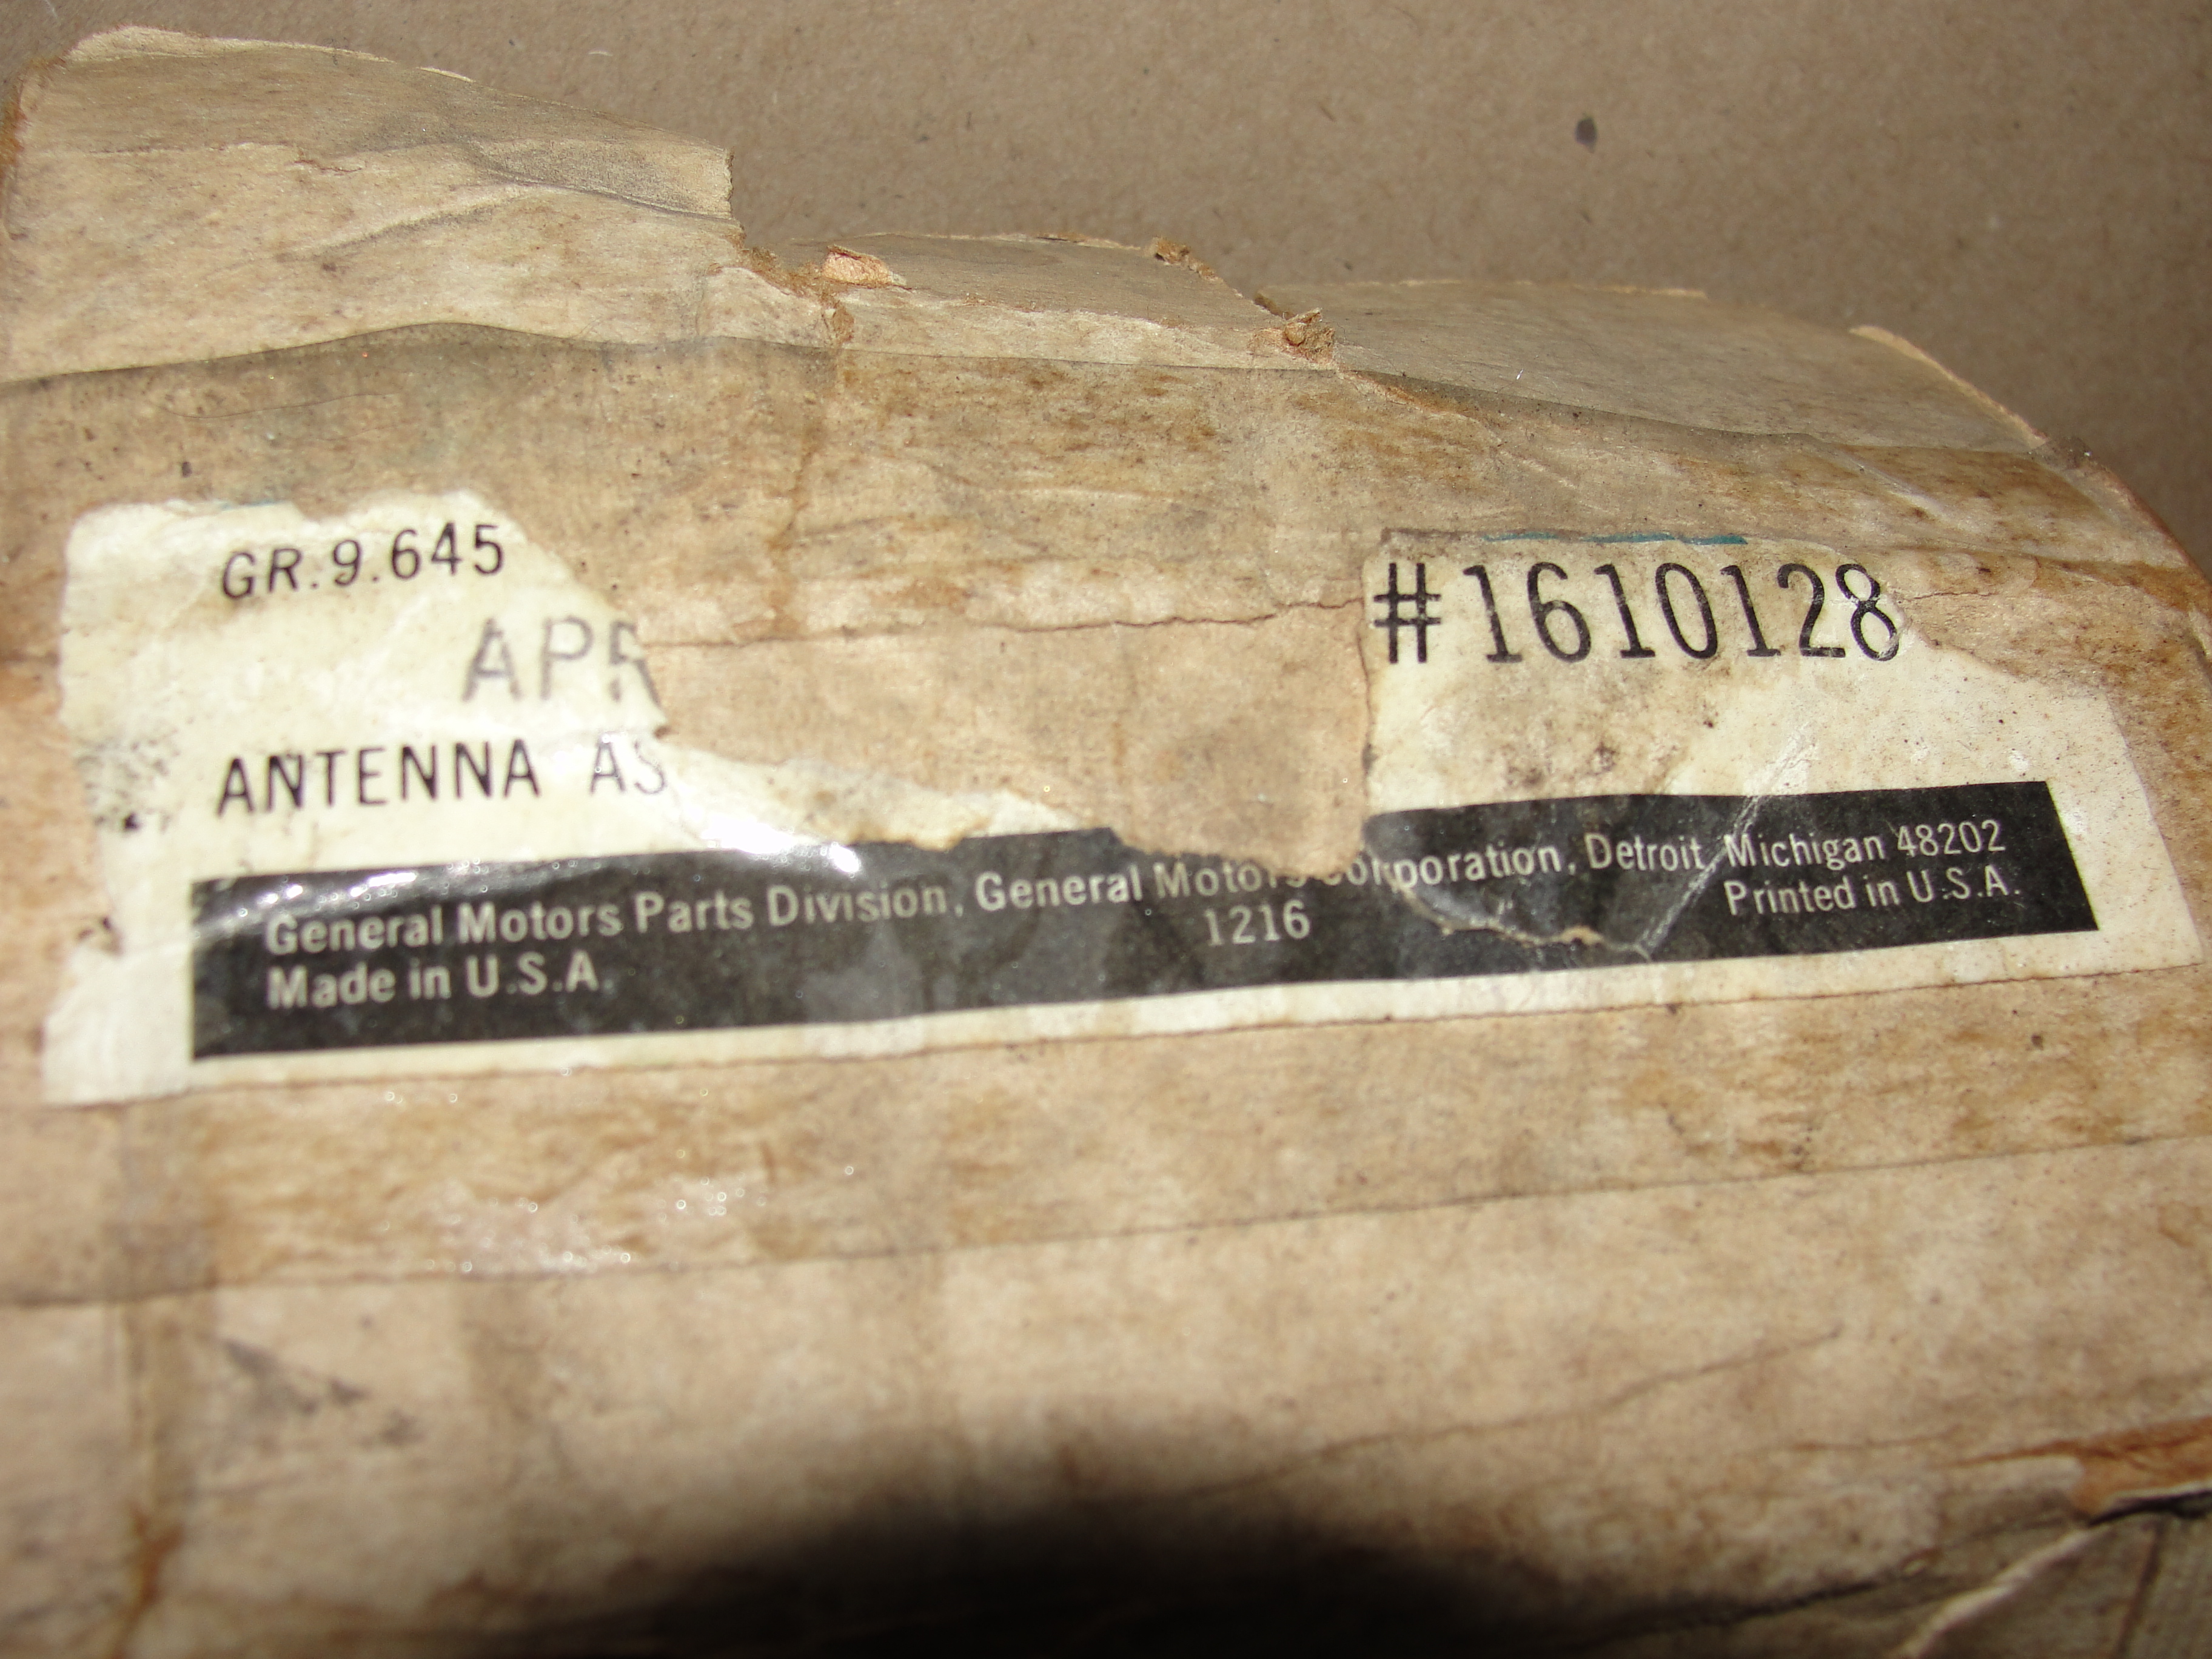 GR.9.645
#1610128
APR
ANTENNA AS
General Motors Parts Division, General Motors Corporation, Detroit, Michigan 48202
1216
Made in U.S.A.
Printed in U.S.A.